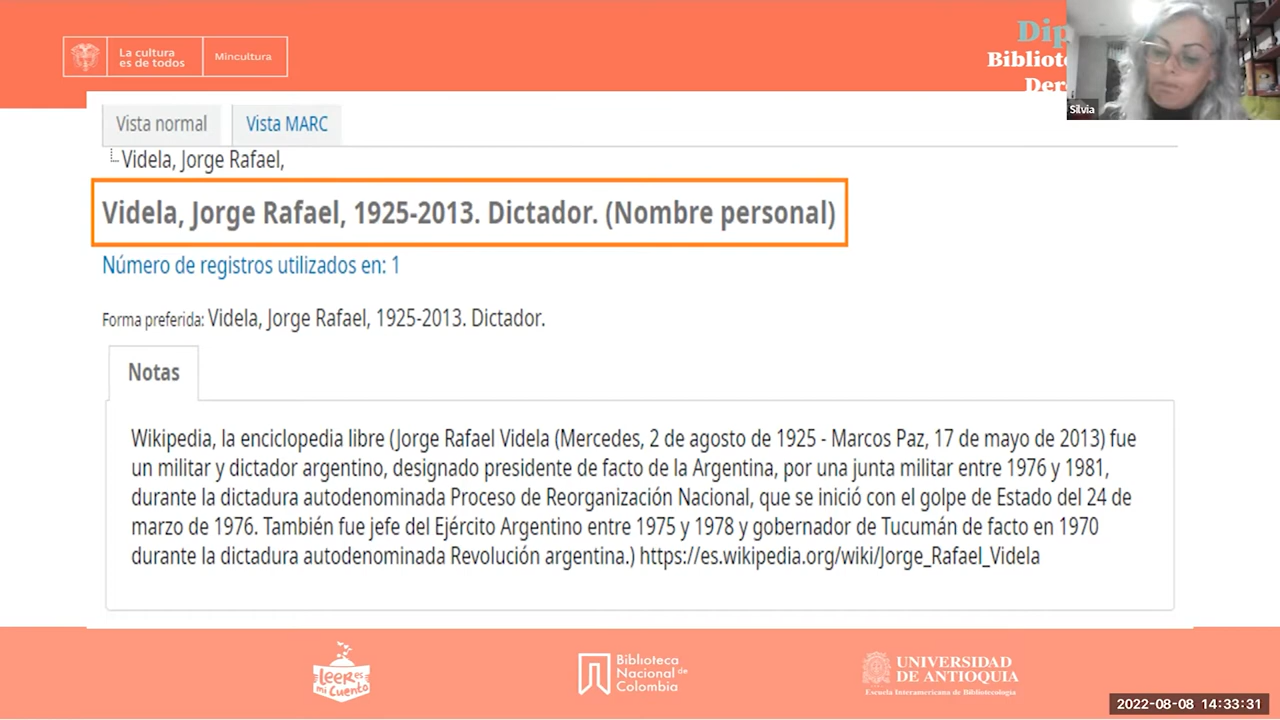 La cultura
es de todos
Mincultura
Biblio
Der
Silvia
Vista normal
Vista MARC
Videla, Jorge Rafael,
Videla, Jorge Rafael, 1925-2013. Dictador. (Nombre personal)
Número de registros utilizados en: 1
Forma preferida: Videla, Jorge Rafael, 1925-2013. Dictador.
Notas
Wikipedia, la enciclopedia libre (Jorge Rafael Videla (Mercedes, 2 de agosto de 1925 - Marcos Paz, 17 de mayo de 2013) fue
un militar y dictador argentino, designado presidente de facto de la Argentina, por una junta militar entre 1976 y 1981,
durante la dictadura autodenominada Proceso de Reorganización Nacional, que se inició con el golpe de Estado del 24 de
marzo de 1976. También fue jefe del Ejército Argentino entre 1975 y 1978 y gobernador de Tucumán de facto en 1970
durante la dictadura autodenominada Revolución argentina.) https://es.wikipedia.org/wiki/Jorge_Rafael_Videla
Leer es
mi Cuento
Biblioteca
Nacional de
Colombia
UNIVERSIDAD
DE ANTIOQUIA
Escuela Interamericana de Bibliotecología
2022-08-08 14:33:31